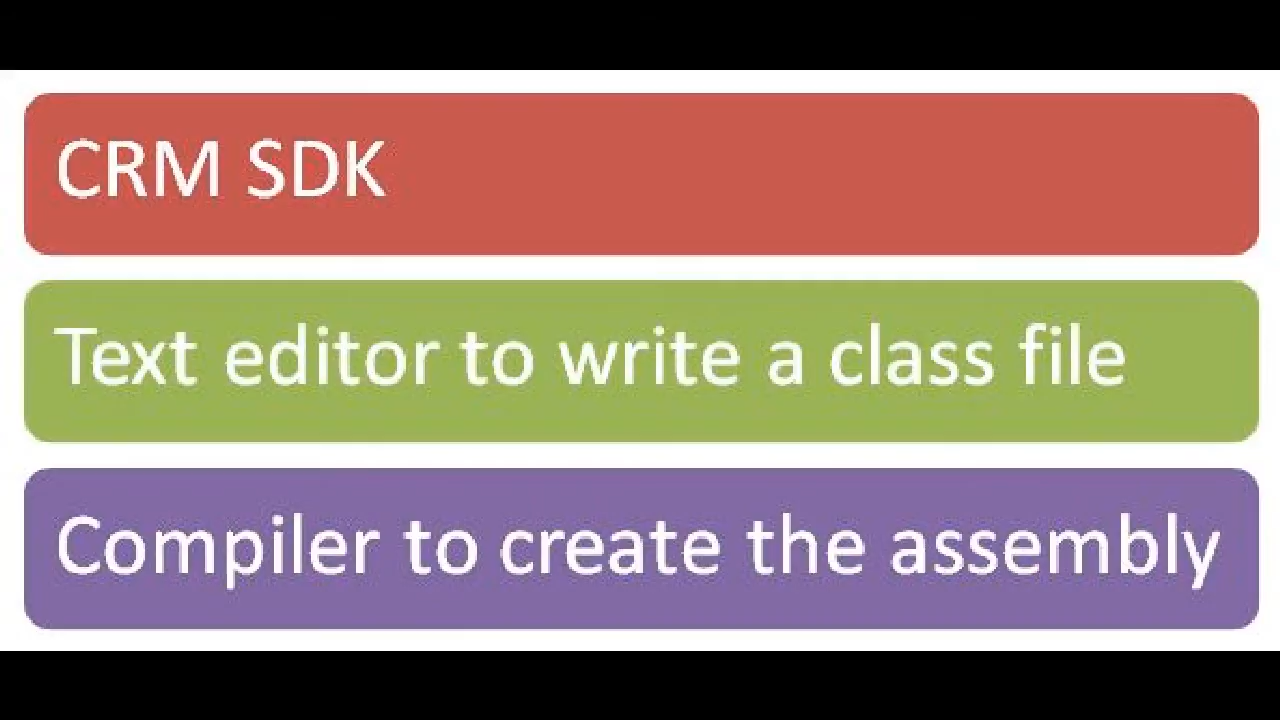 CRM SDK
Text editor to write a class file
Compiler to create the assembly